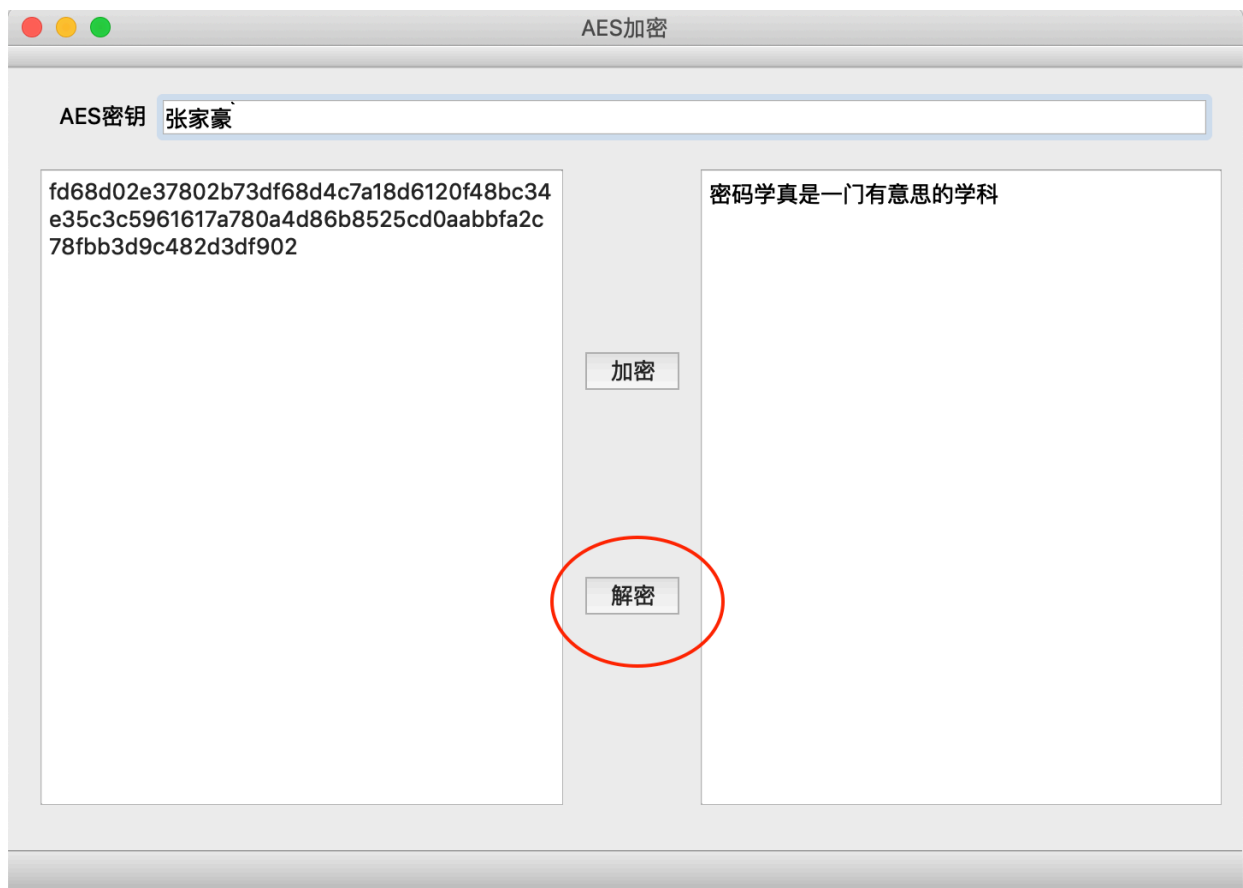 AES加密
AES密钥
张家豪`
fd68d02e37802b73df68d4c7a18d6120f48bc34
e35c3c5961617a780a4d86b8525cd0aabbfa2c
78fbb3d9c482d3df902
密码学真是一门有意思的学科
加密
解密